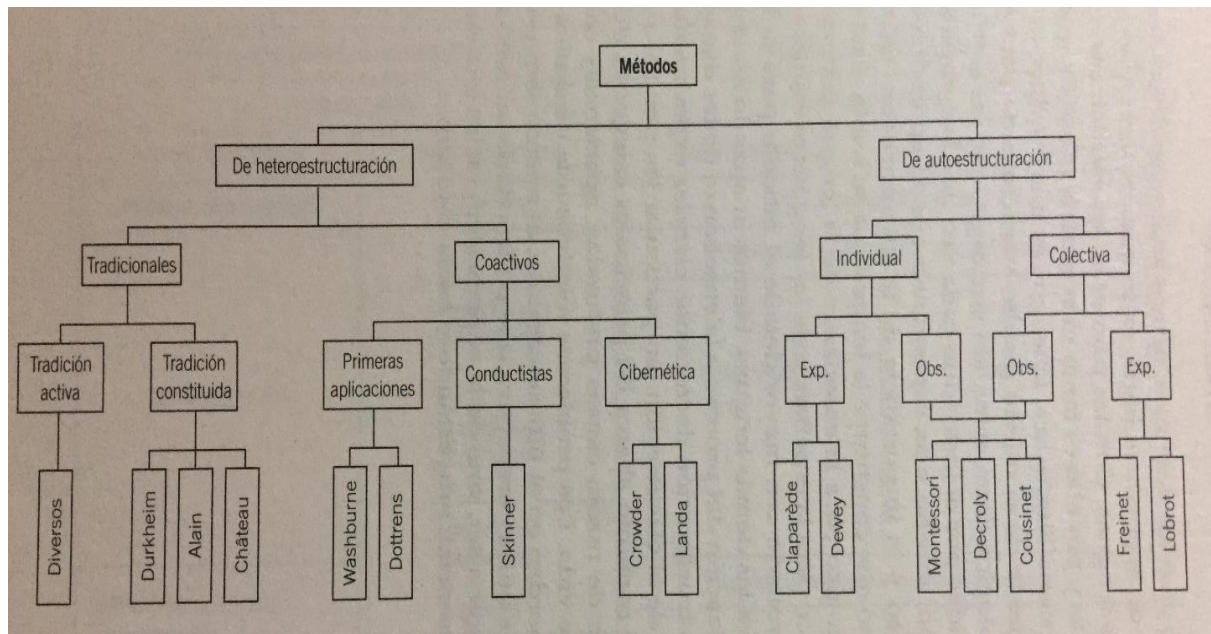 Métodos
De heteroestructuración
De autoestructuración
Tradicionales
Coactivos
Individual
Colectiva
Tradición
activa
Tradición
constituida
Primeras
aplicaciones
Conductistas
Cibernética
Exp.
Obs.
Obs.
Exp.
Diversos
Durkheim
Alain
Château
Washburne
Dottrens
Skinner
Crowder
Landa
Claparède
Dewey
Montessori
Decroly
Cousinet
Freinet
Lobrot